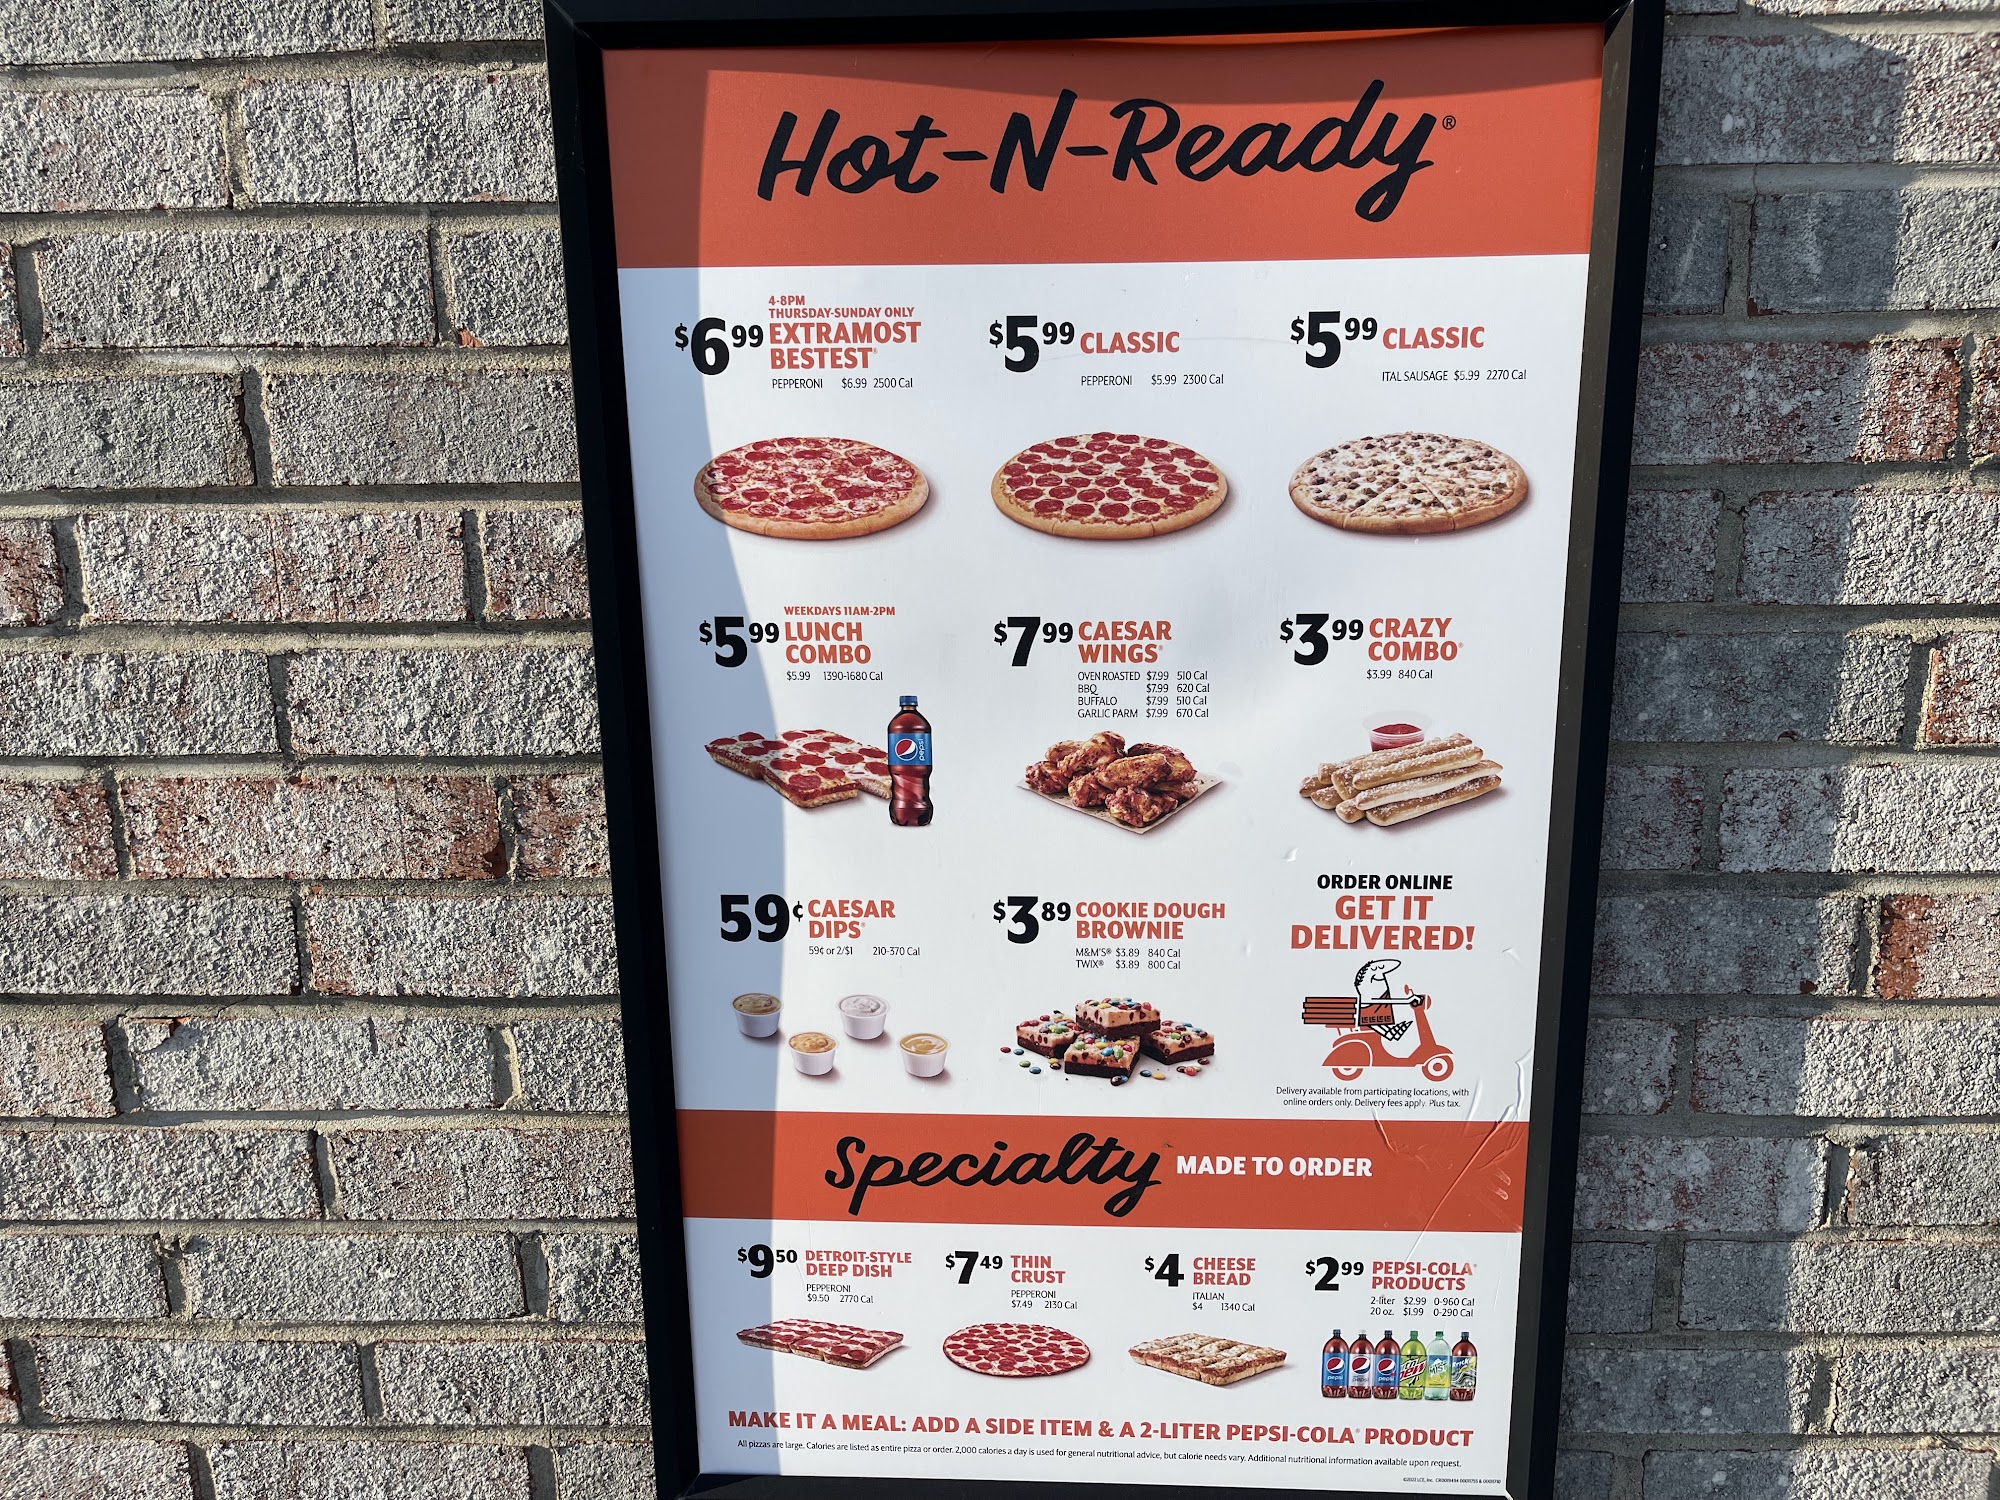 Hot-N-Ready®
4-8PM
THURSDAY-SUNDAY ONLY
$6.99 EXTRAMOST
BESTEST®
PEPPERONI $6.99 2500 Cal
$5.99 CLASSIC
PEPPERONI $5.99 2300 Cal
$5.99 CLASSIC
ITAL SAUSAGE $5.99 2270 Cal
WEEKDAYS 11AM-2PM
$5.99 LUNCH
COMBO
$5.99 1390-1680 Cal
pepsi
$7.99 CAESAR
WINGS®
OVEN ROASTED $7.99 510 Cal
BBQ $7.99 620 Cal
BUFFALO $7.99 510 Cal
GARLIC PARM $7.99 670 Cal
$3.99 CRAZY
COMBO®
$3.99 840 Cal
59¢ CAESAR
DIPS®
59¢ or 2/$1 210-370 Cal
$3.89 COOKIE DOUGH
BROWNIE
M&M'S® $3.89 840 Cal
TWIX® $3.89 800 Cal
ORDER ONLINE
GET IT
DELIVERED!
Delivery available from participating locations, with
online orders only. Delivery fees apply. Plus tax.
Specialty MADE TO ORDER
$9.50 DETROIT-STYLE
DEEP DISH
PEPPERONI
$9.50 2770 Cal
$7.49 THIN
CRUST
PEPPERONI
$7.49 2130 Cal
$4 CHEESE
BREAD
ITALIAN
$4 1340 Cal
$2.99 PEPSI-COLA®
PRODUCTS
2-liter $2.99 0-960 Cal
20 oz. $1.99 0-290 Cal
pepsi
pepsi
pepsi
MAKE IT A MEAL: ADD A SIDE ITEM & A 2-LITER PEPSI-COLA® PRODUCT
All pizzas are large. Calories are listed as entire pizza or order. 2,000 calories a day is used for general nutritional advice, but calorie needs vary. Additional nutritional information available upon request.